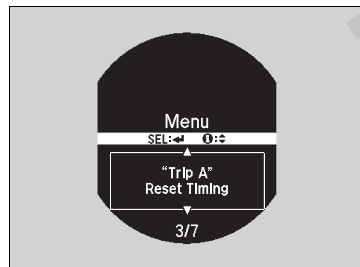 Menu
SEL:↵ ❶:⬍
“Trip A”
Reset Timing
3/7